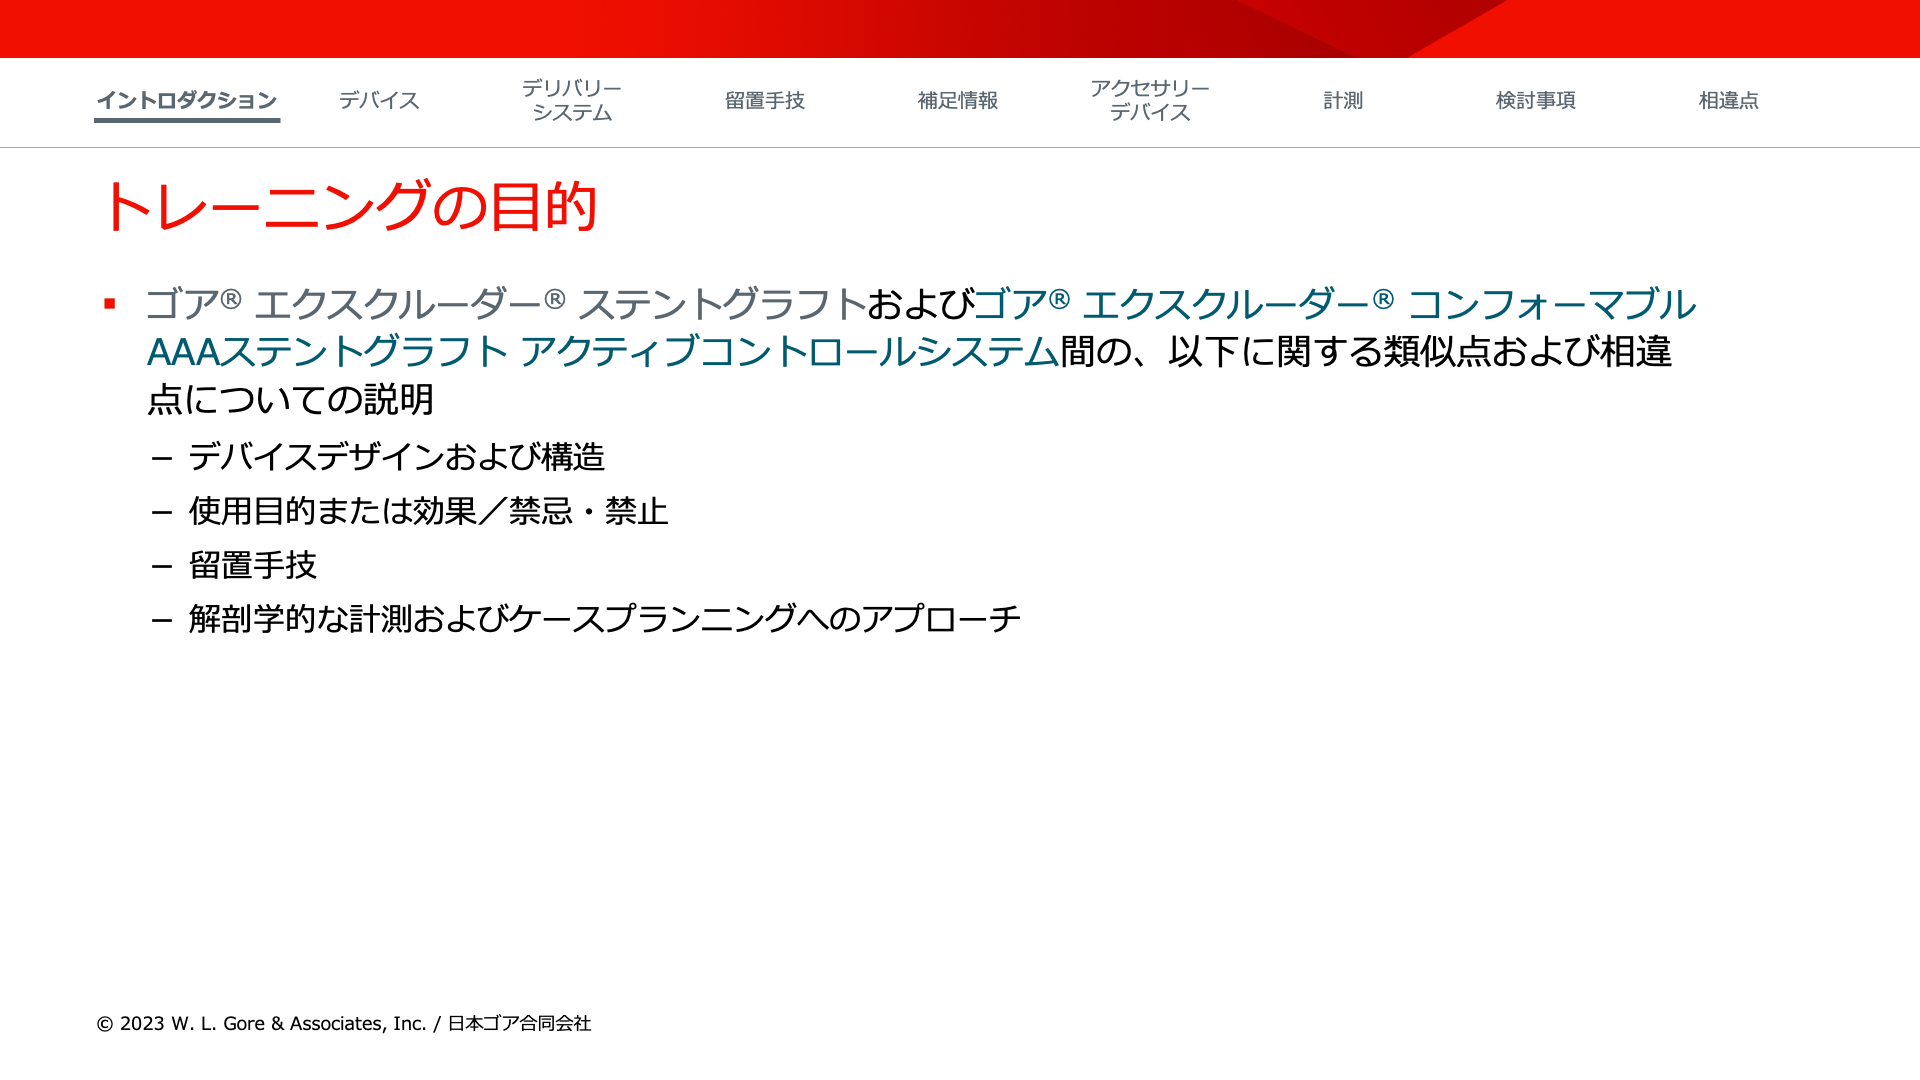 イントロダクション
デバイス
デリバリー
システム
留置手技
補足情報
アクセサリー
デバイス
計測
検討事項
相違点
トレーニングの目的
▪ ゴア® エクスクルーダー® ステントグラフトおよびゴア® エクスクルーダー® コンフォーマブル
AAAステントグラフト アクティブコントロールシステム間の、以下に関する類似点および相違
点についての説明
– デバイスデザインおよび構造
– 使用目的または効果／禁忌・禁止
– 留置手技
– 解剖学的な計測およびケースプランニングへのアプローチ
© 2023 W. L. Gore & Associates, Inc. / 日本ゴア合同会社